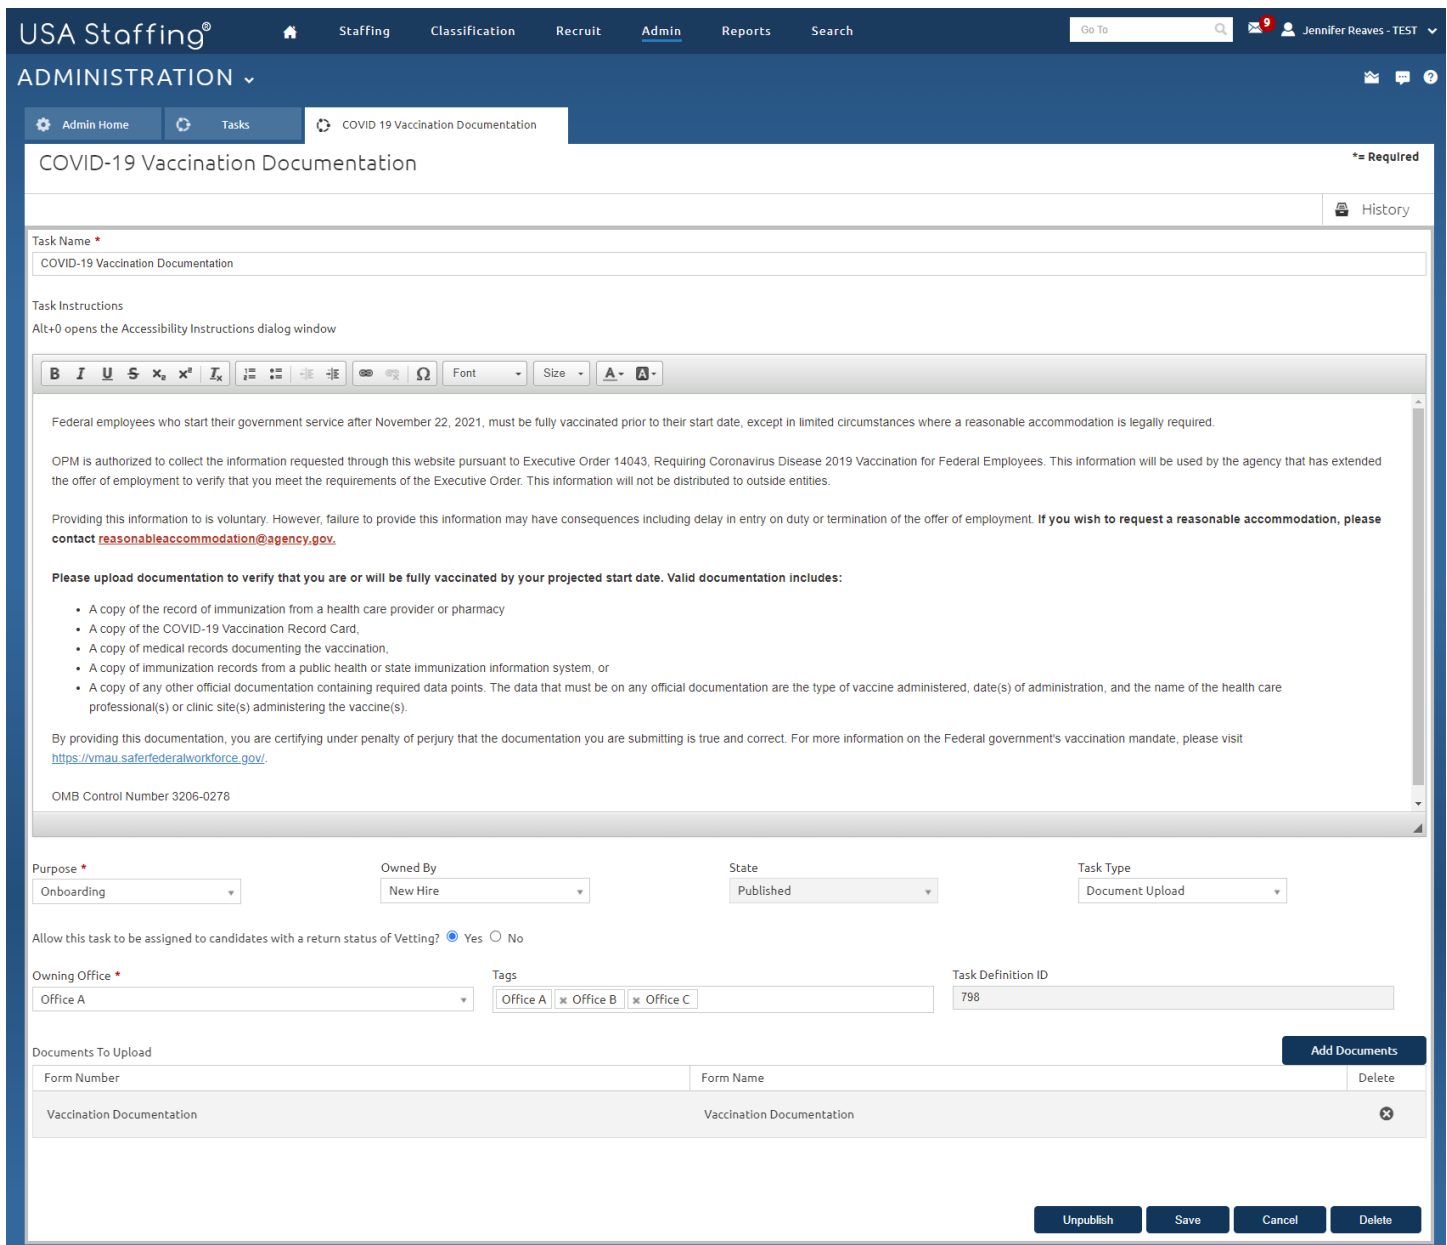 USA Staffing®
Staffing Classification Recruit Admin Reports Search
Go To
9
Jennifer Reaves - TEST
ADMINISTRATION
Admin Home Tasks COVID 19 Vaccination Documentation
COVID-19 Vaccination Documentation
*= Required
History
Task Name *
COVID-19 Vaccination Documentation
Task Instructions
Alt+0 opens the Accessibility Instructions dialog window
B I U S x₂ x² Ix Ω Font Size A A
Federal employees who start their government service after November 22, 2021, must be fully vaccinated prior to their start date, except in limited circumstances where a reasonable accommodation is legally required.
OPM is authorized to collect the information requested through this website pursuant to Executive Order 14043, Requiring Coronavirus Disease 2019 Vaccination for Federal Employees. This information will be used by the agency that has extended
the offer of employment to verify that you meet the requirements of the Executive Order. This information will not be distributed to outside entities.
Providing this information to is voluntary. However, failure to provide this information may have consequences including delay in entry on duty or termination of the offer of employment. If you wish to request a reasonable accommodation, please
contact reasonableaccommodation@agency.gov.
Please upload documentation to verify that you are or will be fully vaccinated by your projected start date. Valid documentation includes:
• A copy of the record of immunization from a health care provider or pharmacy
• A copy of the COVID-19 Vaccination Record Card,
• A copy of medical records documenting the vaccination,
• A copy of immunization records from a public health or state immunization information system, or
• A copy of any other official documentation containing required data points. The data that must be on any official documentation are the type of vaccine administered, date(s) of administration, and the name of the health care
professional(s) or clinic site(s) administering the vaccine(s).
By providing this documentation, you are certifying under penalty of perjury that the documentation you are submitting is true and correct. For more information on the Federal government's vaccination mandate, please visit
https://vmau.saferfederalworkforce.gov/.
OMB Control Number 3206-0278
Purpose * Owned By State Task Type
Onboarding New Hire Published Document Upload
Allow this task to be assigned to candidates with a return status of Vetting? Yes No
Owning Office * Tags Task Definition ID
Office A Office A × Office B × Office C 798
Documents To Upload Add Documents
Form Number Form Name Delete
Vaccination Documentation Vaccination Documentation
Unpublish Save Cancel Delete